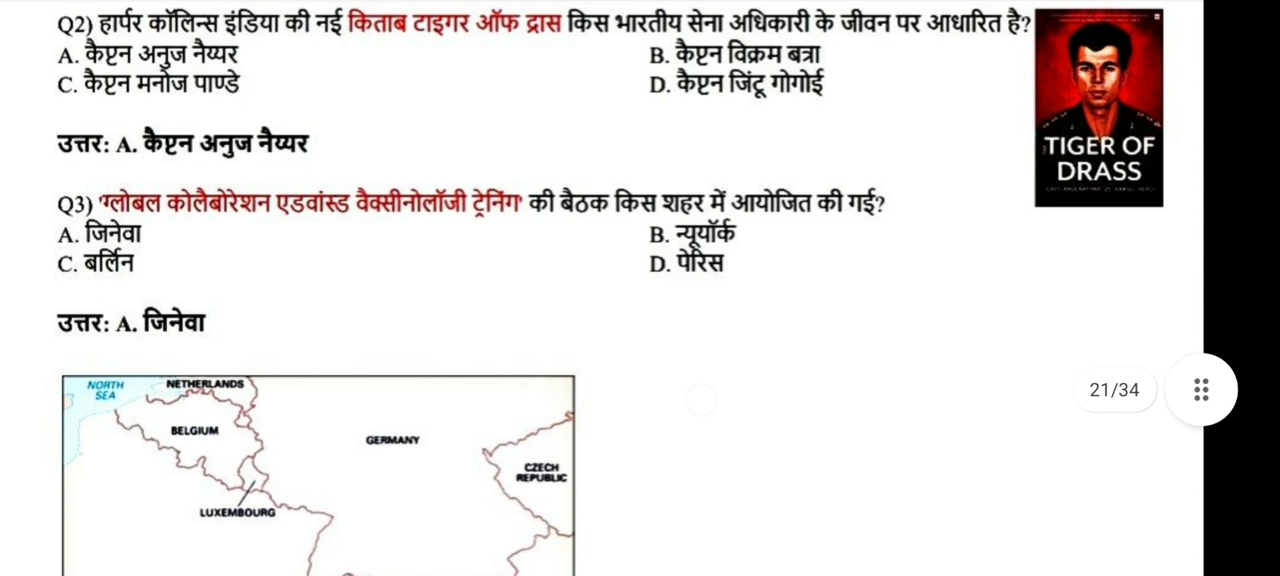 Q2) हार्पर कॉलिन्स इंडिया की नई किताब टाइगर ऑफ द्रास किस भारतीय सेना अधिकारी के जीवन पर आधारित है?
A. कैप्टन अनुज नैय्यर
B. कैप्टन विक्रम बत्रा
C. कैप्टन मनोज पाण्डे
D. कैप्टन जिंटू गोगोई
TIGER OF
DRASS
उत्तर: A. कैप्टन अनुज नैय्यर
Q3) 'ग्लोबल कोलैबोरेशन एडवांस्ड वैक्सीनोलॉजी ट्रेनिंग' की बैठक किस शहर में आयोजित की गई?
A. जिनेवा
B. न्यूयॉर्क
C. बर्लिन
D. पेरिस
उत्तर: A. जिनेवा
NORTH
SEA
NETHERLANDS
BELGIUM
GERMANY
CZECH
REPUBLIC
LUXEMBOURG
21/34